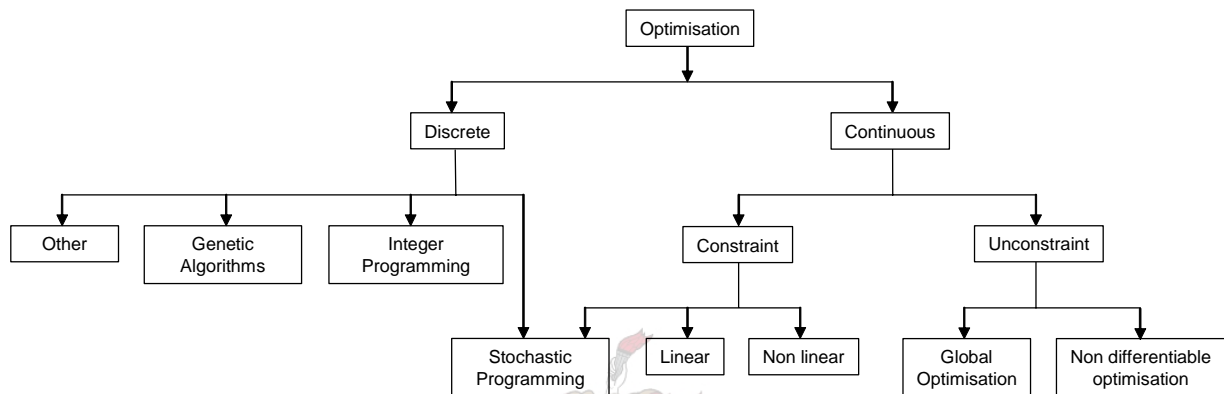 Optimisation
Discrete
Continuous
Other
Genetic
Algorithms
Integer
Programming
Constraint
Unconstraint
Stochastic
Programming
Linear
Non linear
Global
Optimisation
Non differentiable
optimisation